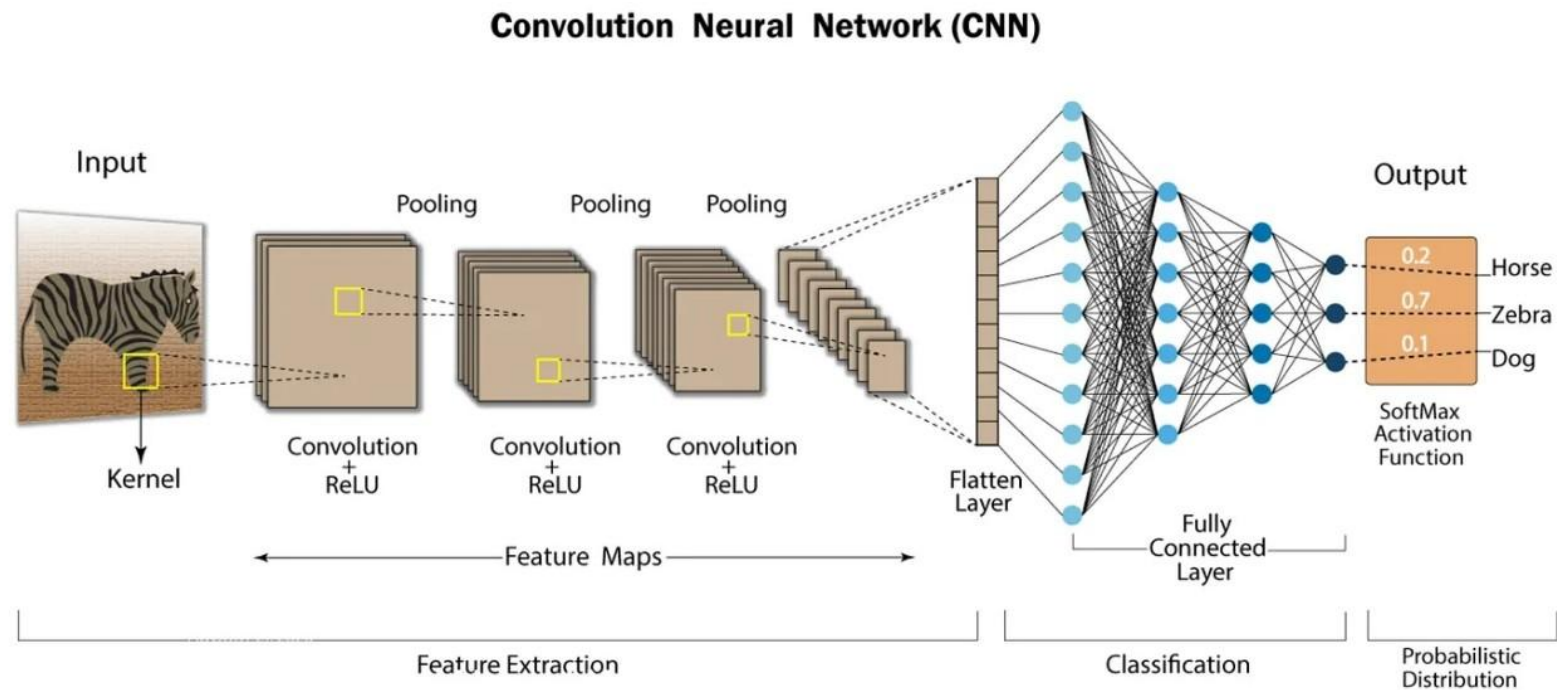 Convolution Neural Network (CNN)
Input
Pooling
Pooling
Pooling
Output
0.2
Horse
0.7
Zebra
0.1
Dog
Kernel
Convolution
+
ReLU
Convolution
+
ReLU
Convolution
+
ReLU
Flatten
Layer
SoftMax
Activation
Function
Feature Maps
Fully
Connected
Layer
Feature Extraction
Classification
Probabilistic
Distribution